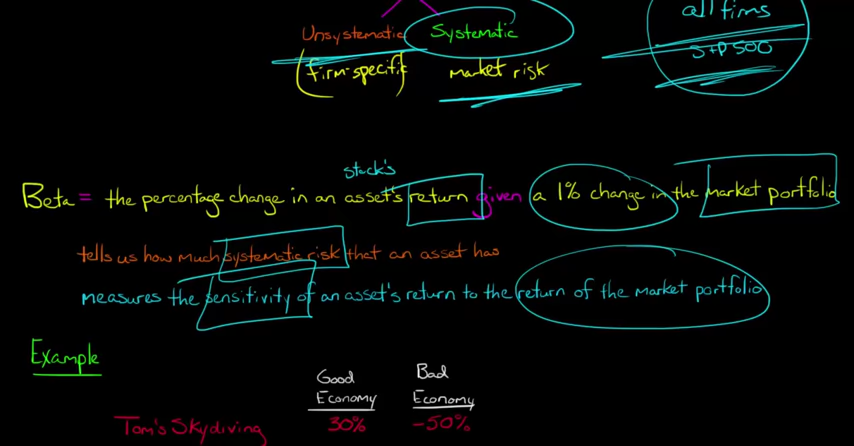 all firms
Unsystematic Systematic
S+P 500
(firm-specific) market risk
stock's
Beta = the percentage change in an asset's return given a 1% change in the market portfolio
tells us how much systematic risk that an asset has
measures the sensitivity of an asset's return to the return of the market portfolio
Example
Good Bad
Economy Economy
Tom's Skydiving 30% -50%